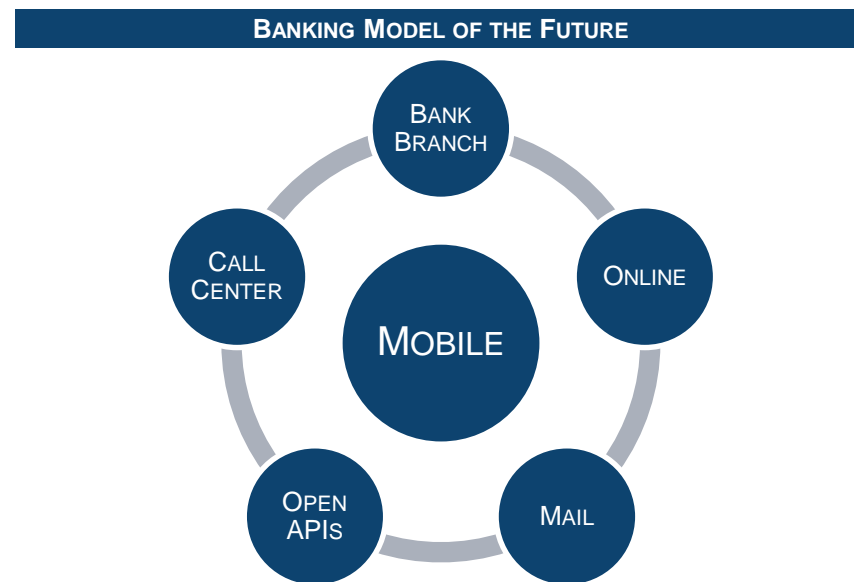 BANKING MODEL OF THE FUTURE
BANK
BRANCH
CALL
CENTER
ONLINE
MOBILE
OPEN
APIS
MAIL